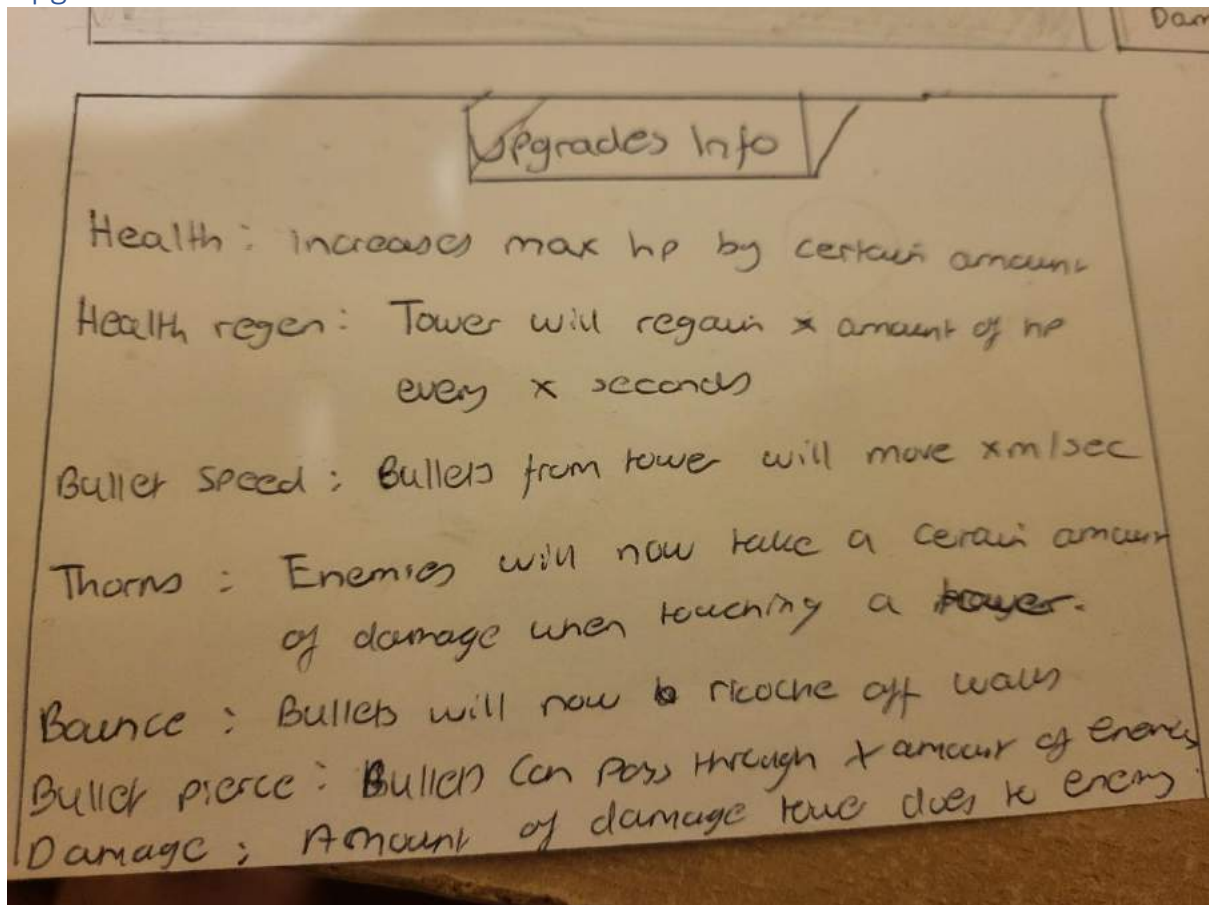 Dam
Upgrades Info
Health : increases max hp by certain amount
Health regen : Tower will regain x amount of hp
every x seconds
Bullet speed : Bullets from tower will move xm/sec
Thorns : Enemies will now take a cerain amount
of damage when touching a tower.
Bounce : Bullets will now ricoche off walls
Bullet pierce : Bullets can pass through x amount of enemies
Damage : Amount of damage towe does to enemy.